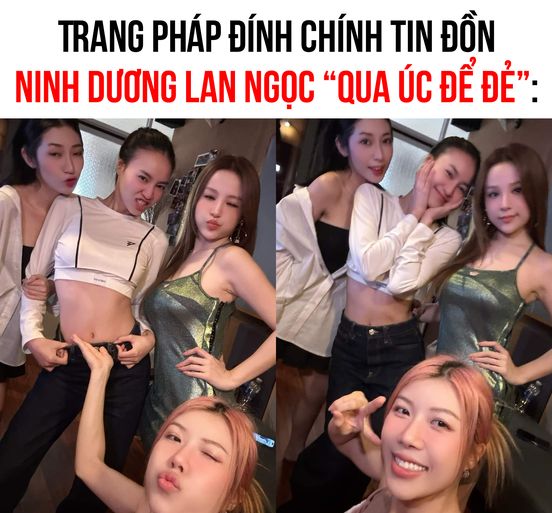 TRANG PHÁP ĐÍNH CHÍNH TIN ĐỒN
NINH DƯƠNG LAN NGỌC “QUA ÚC ĐỂ ĐẺ”: